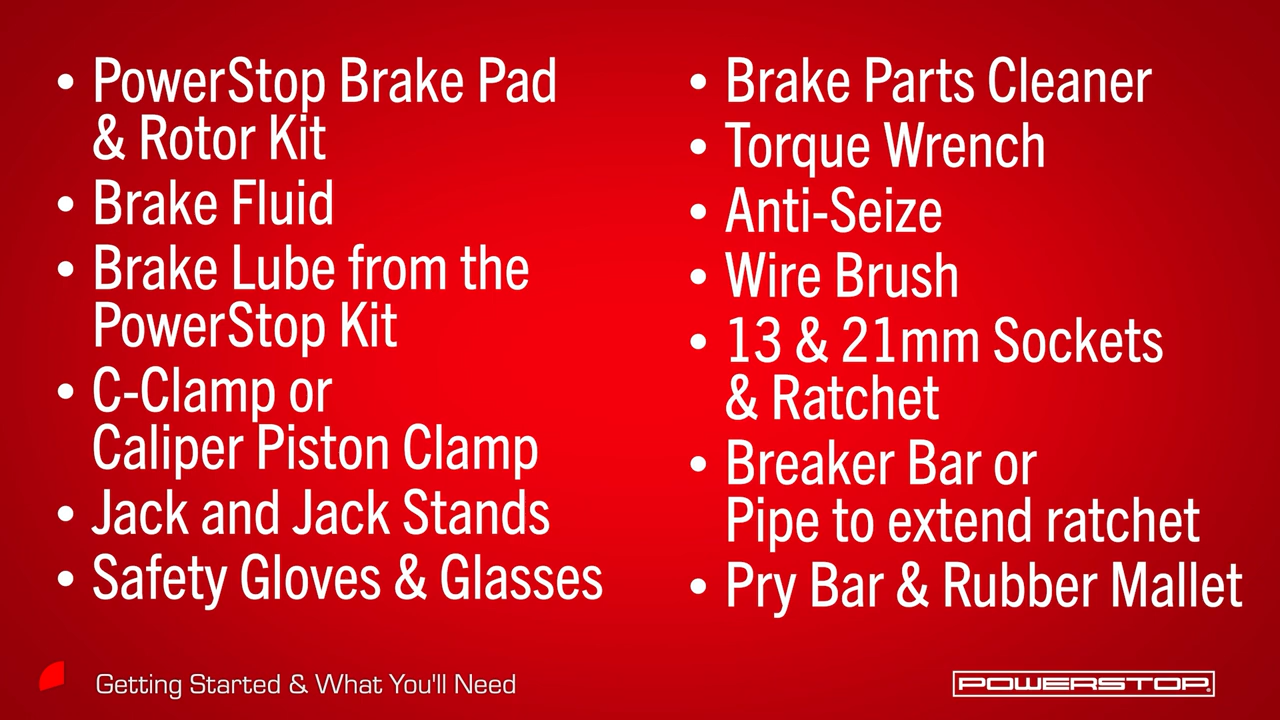 • PowerStop Brake Pad
& Rotor Kit
• Brake Fluid
• Brake Lube from the
PowerStop Kit
• C-Clamp or
Caliper Piston Clamp
• Jack and Jack Stands
• Safety Gloves & Glasses
• Brake Parts Cleaner
• Torque Wrench
• Anti-Seize
• Wire Brush
• 13 & 21mm Sockets
& Ratchet
• Breaker Bar or
Pipe to extend ratchet
• Pry Bar & Rubber Mallet
Getting Started & What You'll Need
POWERSTOP®